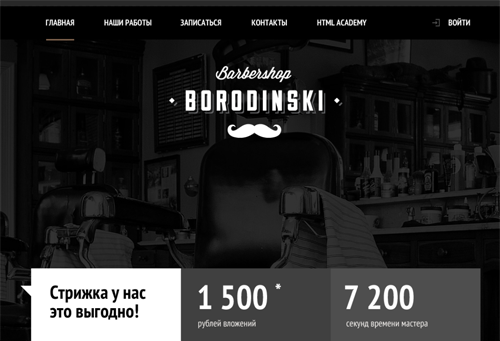 ГЛАВНАЯ НАШИ РАБОТЫ ЗАПИСАТЬСЯ КОНТАКТЫ HTML ACADEMY ВОЙТИ
Barbershop
BORODINSKI
Стрижка у нас
это выгодно!
1 500 *
рублей вложений
7 200
секунд времени мастера